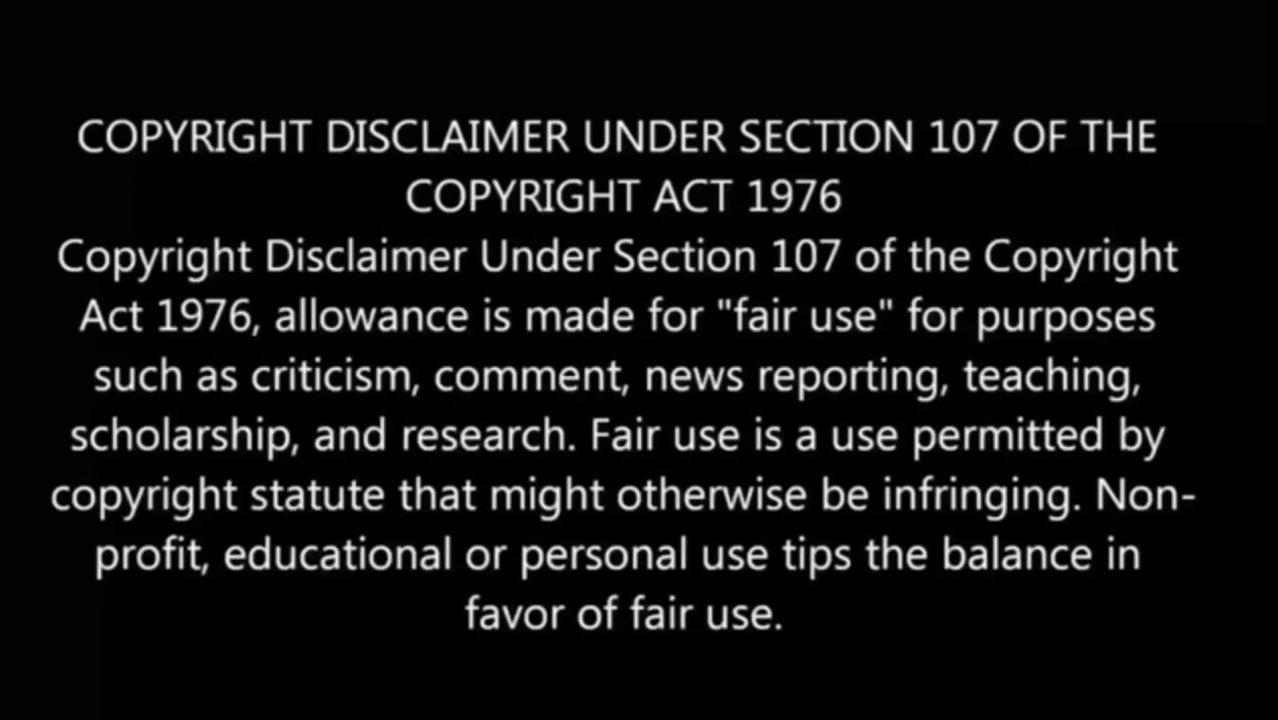 COPYRIGHT DISCLAIMER UNDER SECTION 107 OF THE
COPYRIGHT ACT 1976
Copyright Disclaimer Under Section 107 of the Copyright
Act 1976, allowance is made for "fair use" for purposes
such as criticism, comment, news reporting, teaching,
scholarship, and research. Fair use is a use permitted by
copyright statute that might otherwise be infringing. Non-
profit, educational or personal use tips the balance in
favor of fair use.